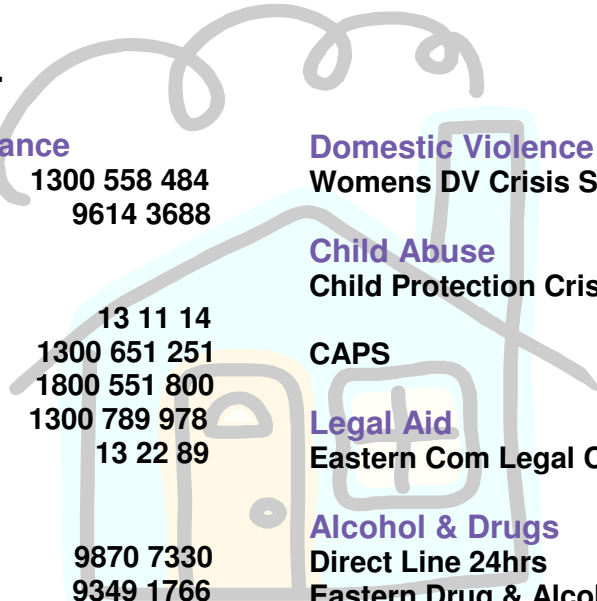 ance
1300 558 484
9614 3688
13 11 14
1300 651 251
1800 551 800
1300 789 978
13 22 89
9870 7330
9349 1766
Domestic Violence
Womens DV Crisis S
Child Abuse
Child Protection Cris
CAPS
Legal Aid
Eastern Com Legal C
Alcohol & Drugs
Direct Line 24hrs
Eastern Drug & Alcoh